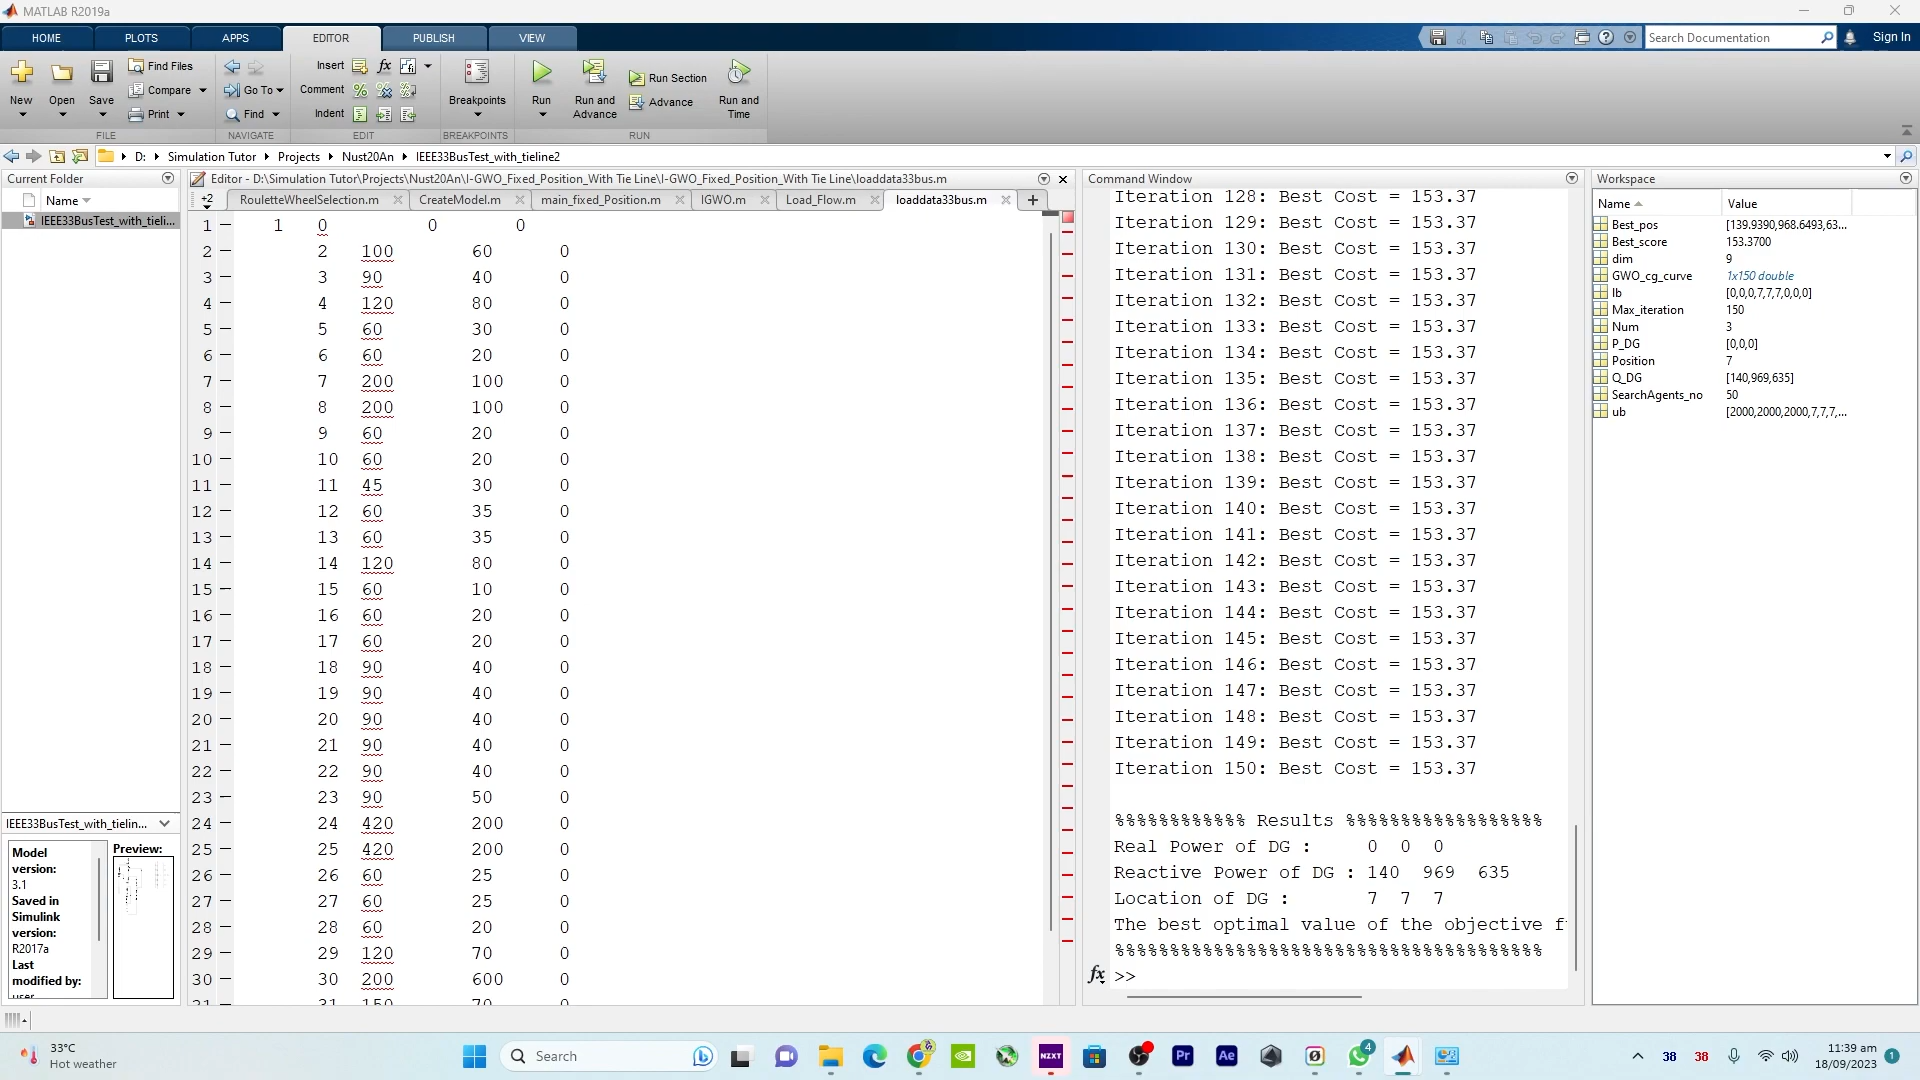 MATLAB R2019a
HOME PLOTS APPS EDITOR PUBLISH VIEW Search Documentation Sign In
New Open Save Find Files Compare Print
Go To Find
Insert Comment Indent
Breakpoints Run Run and Advance Run Section Advance Run and Time
FILE NAVIGATE EDIT BREAKPOINTS RUN
D: Simulation Tutor Projects Nust20An IEEE33BusTest_with_tieline2
Current Folder
Name
IEEE33BusTest_with_tieli...
Editor - D:\Simulation Tutor\Projects\Nust20An\I-GWO_Fixed_Position_With Tie Line\I-GWO_Fixed_Position_With Tie Line\loaddata33bus.m
+2 RouletteWheelSelection.m CreateModel.m main_fixed_Position.m IGWO.m Load_Flow.m loaddata33bus.m
1 – 1 0 0 0
2 – 2 100 60 0
3 – 3 90 40 0
4 – 4 120 80 0
5 – 5 60 30 0
6 – 6 60 20 0
7 – 7 200 100 0
8 – 8 200 100 0
9 – 9 60 20 0
10 – 10 60 20 0
11 – 11 45 30 0
12 – 12 60 35 0
13 – 13 60 35 0
14 – 14 120 80 0
15 – 15 60 10 0
16 – 16 60 20 0
17 – 17 60 20 0
18 – 18 90 40 0
19 – 19 90 40 0
20 – 20 90 40 0
21 – 21 90 40 0
22 – 22 90 40 0
23 – 23 90 50 0
24 – 24 420 200 0
25 – 25 420 200 0
26 – 26 60 25 0
27 – 27 60 25 0
28 – 28 60 20 0
29 – 29 120 70 0
30 – 30 200 600 0
31 – 31 150 70 0
IEEE33BusTest_with_tielin...
Model version:
3.1
Saved in Simulink version:
R2017a
Last modified by:
user
Preview:
Command Window
Iteration 128: Best Cost = 153.37
Iteration 129: Best Cost = 153.37
Iteration 130: Best Cost = 153.37
Iteration 131: Best Cost = 153.37
Iteration 132: Best Cost = 153.37
Iteration 133: Best Cost = 153.37
Iteration 134: Best Cost = 153.37
Iteration 135: Best Cost = 153.37
Iteration 136: Best Cost = 153.37
Iteration 137: Best Cost = 153.37
Iteration 138: Best Cost = 153.37
Iteration 139: Best Cost = 153.37
Iteration 140: Best Cost = 153.37
Iteration 141: Best Cost = 153.37
Iteration 142: Best Cost = 153.37
Iteration 143: Best Cost = 153.37
Iteration 144: Best Cost = 153.37
Iteration 145: Best Cost = 153.37
Iteration 146: Best Cost = 153.37
Iteration 147: Best Cost = 153.37
Iteration 148: Best Cost = 153.37
Iteration 149: Best Cost = 153.37
Iteration 150: Best Cost = 153.37
%%%%%%%%%%%% Results %%%%%%%%%%%%%%%%%%
Real Power of DG : 0 0 0
Reactive Power of DG : 140 969 635
Location of DG : 7 7 7
The best optimal value of the objective f
%%%%%%%%%%%%%%%%%%%%%%%%%%%%%%%%%%%%%%%
fx >>
Workspace
Name Value
Best_pos [139.9390,968.6493,63...
Best_score 153.3700
dim 9
GWO_cg_curve 1x150 double
lb [0,0,0,7,7,7,0,0,0]
Max_iteration 150
Num 3
P_DG [0,0,0]
Position 7
Q_DG [140,969,635]
SearchAgents_no 50
ub [2000,2000,2000,7,7,7,...
33°C
Hot weather
Search
NZXT
Pr
Ae
4
38 38
11:39 am
18/09/2023
1